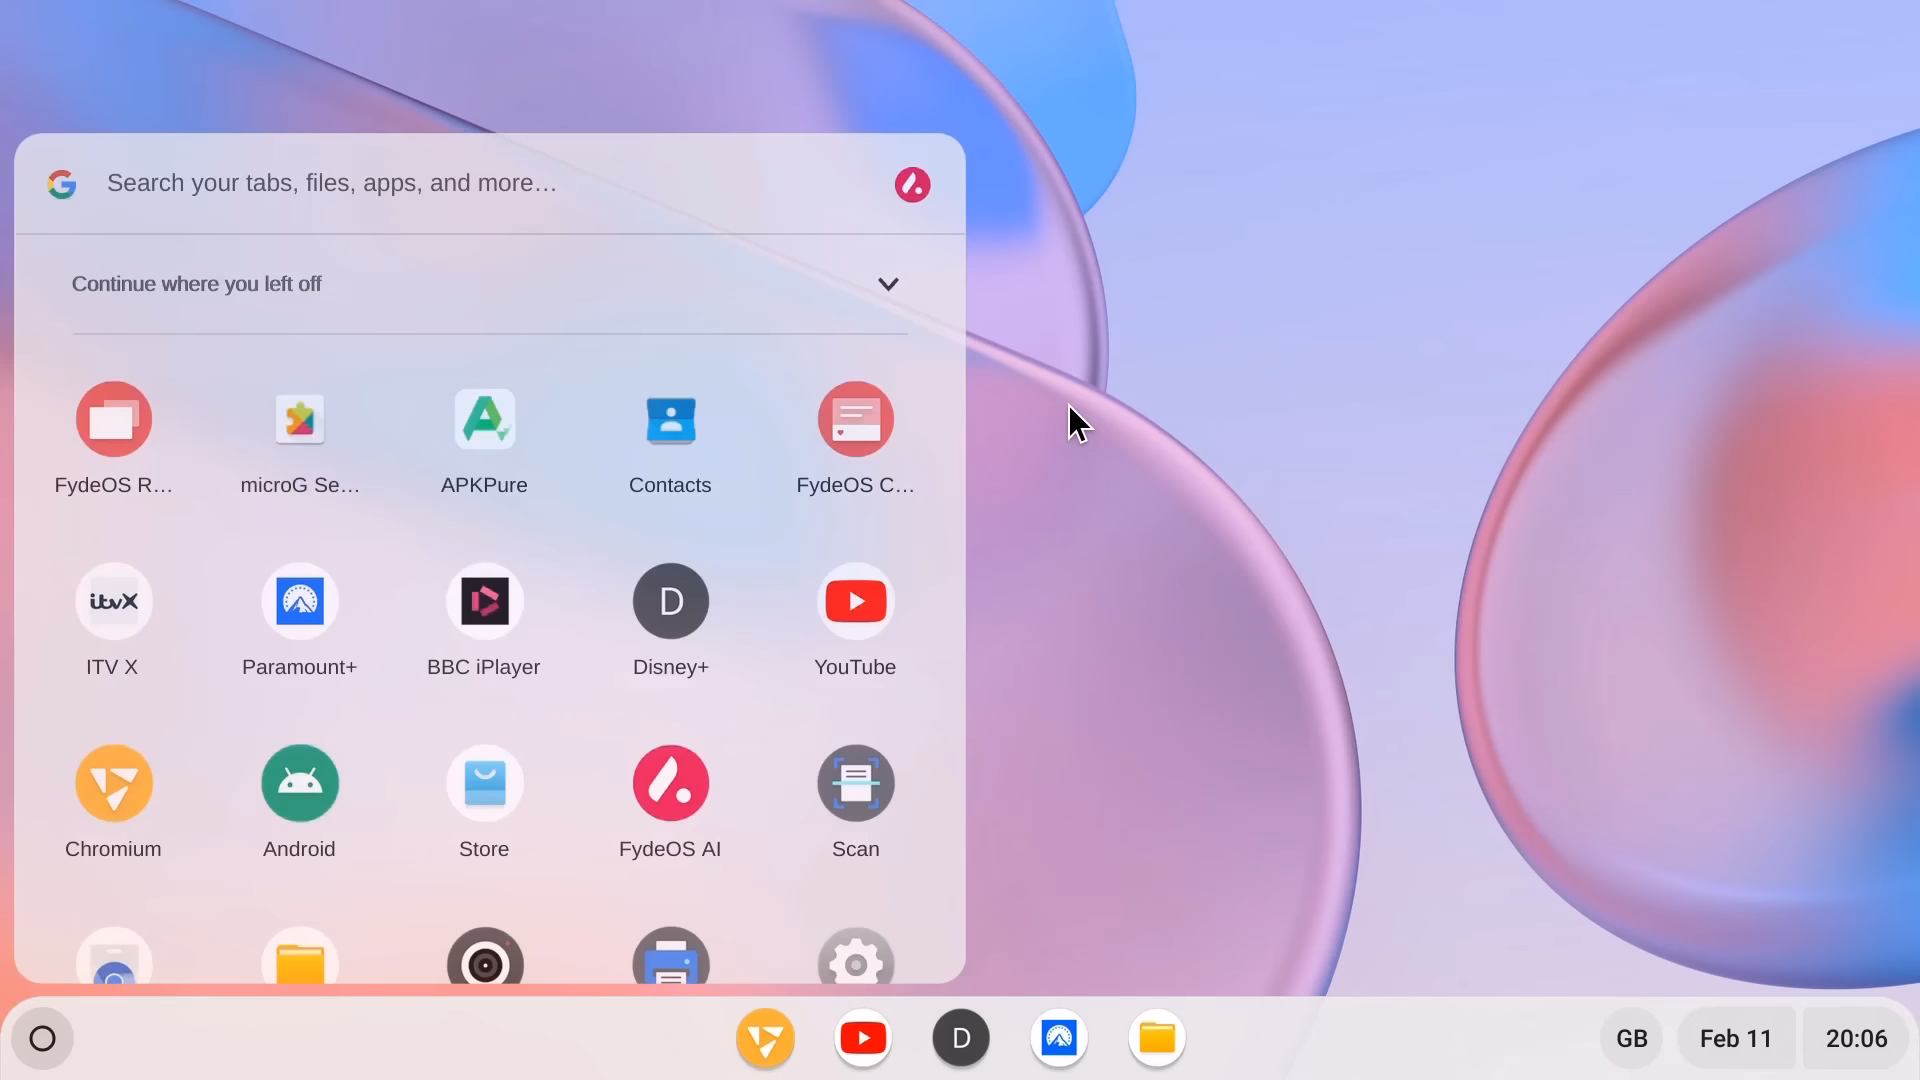 Search your tabs, files, apps, and more…
Continue where you left off
FydeOS R…
microG Se…
APKPure
Contacts
FydeOS C…
itvX
D
ITV X
Paramount+
BBC iPlayer
Disney+
YouTube
Chromium
Android
Store
FydeOS AI
Scan
D
GB
Feb 11
20:06